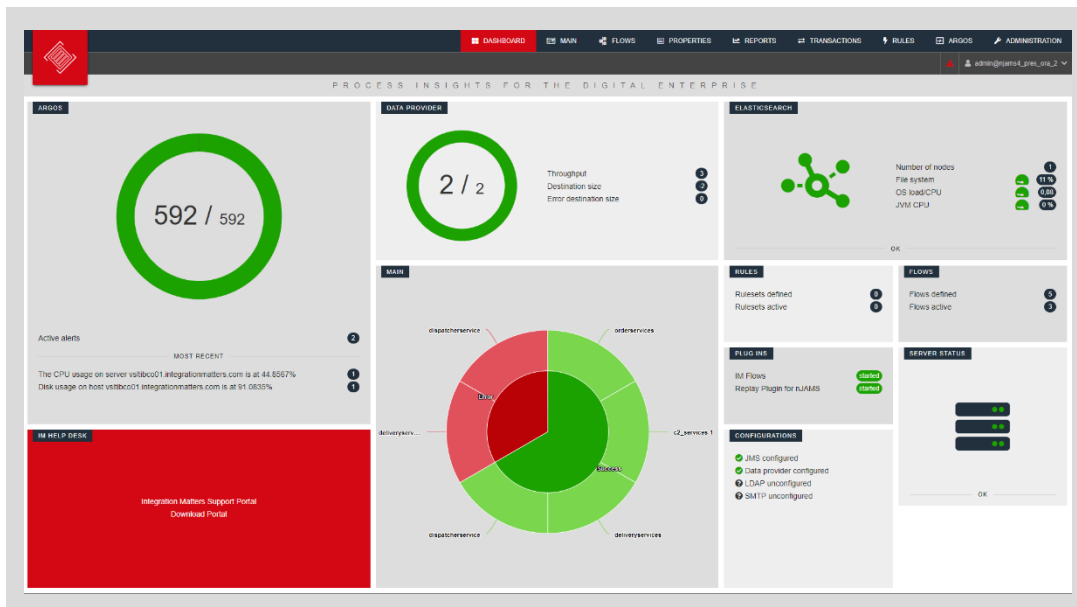 DASHBOARD MAIN FLOWS PROPERTIES REPORTS TRANSACTIONS RULES ARGOS ADMINISTRATION
admin@njams4_pres_ora_2
PROCESS INSIGHTS FOR THE DIGITAL ENTERPRISE
ARGOS
592 / 592
Active alerts 2
MOST RECENT
The CPU usage on server vsltibco01.integrationmatters.com is at 44.8567% 1
Disk usage on host vsltibco01.integrationmatters.com is at 91.0835% 1
IM HELP DESK
Integration Matters Support Portal
Download Portal
DATA PROVIDER
2 / 2
Throughput 3
Destination size
Error destination size 0
MAIN
dispatcherservice
orderservices
Error
deliveryserv...
c2_services-1
Success
dispatcherservice
deliveryservices
ELASTICSEARCH
Number of nodes 1
File system 11 %
OS load/CPU 0,08
JVM CPU 0 %
OK
RULES
Rulesets defined 0
Rulesets active 0
FLOWS
Flows defined 5
Flows active 3
PLUG INS
IM Flows started
Replay Plugin for nJAMS started
SERVER STATUS
OK
CONFIGURATIONS
JMS configured
Data provider configured
LDAP unconfigured
SMTP unconfigured